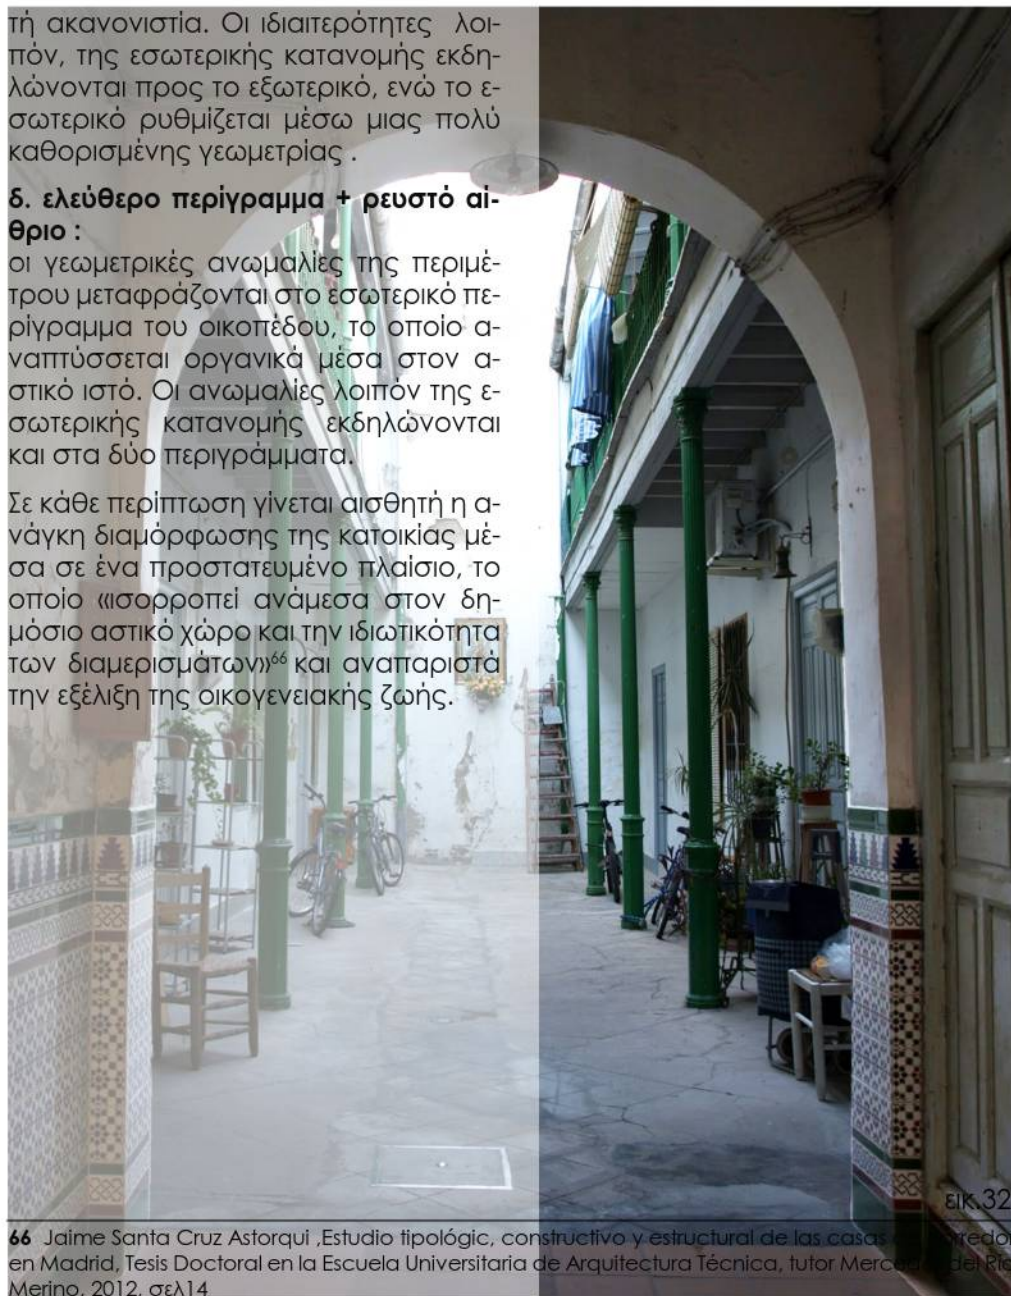 τή ακανονιστία. Οι ιδιαιτερότητες λοι-
πόν, της εσωτερικής κατανομής εκδη-
λώνονται προς το εξωτερικό, ενώ το ε-
σωτερικό ρυθμίζεται μέσω μιας πολύ
καθορισμένης γεωμετρίας .
δ. ελεύθερο περίγραμμα + ρευστό αί-
θριο :
οι γεωμετρικές ανωμαλίες της περιμέ-
τρου μεταφράζονται στο εσωτερικό πε-
ρίγραμμα του οικοπέδου, το οποίο α-
ναπτύσσεται οργανικά μέσα στον α-
στικό ιστό. Οι ανωμαλίες λοιπόν της ε-
σωτερικής κατανομής εκδηλώνονται
και στα δύο περιγράμματα.
Σε κάθε περίπτωση γίνεται αισθητή η α-
νάγκη διαμόρφωσης της κατοικίας μέ-
σα σε ένα προστατευμένο πλαίσιο, το
οποίο «ισορροπεί ανάμεσα στον δη-
μόσιο αστικό χώρο και την ιδιωτικότητα
των διαμερισμάτων»66 και αναπαριστά
την εξέλιξη της οικογενειακής ζωής.
εικ.32
66 Jaime Santa Cruz Astorqui ,Estudio tipológic, constructivo y estructural de las casas
en Madrid, Tesis Doctoral en la Escuela Universitaria de Arquitectura Técnica, tutor del Río
Merino, 2012, σελ14